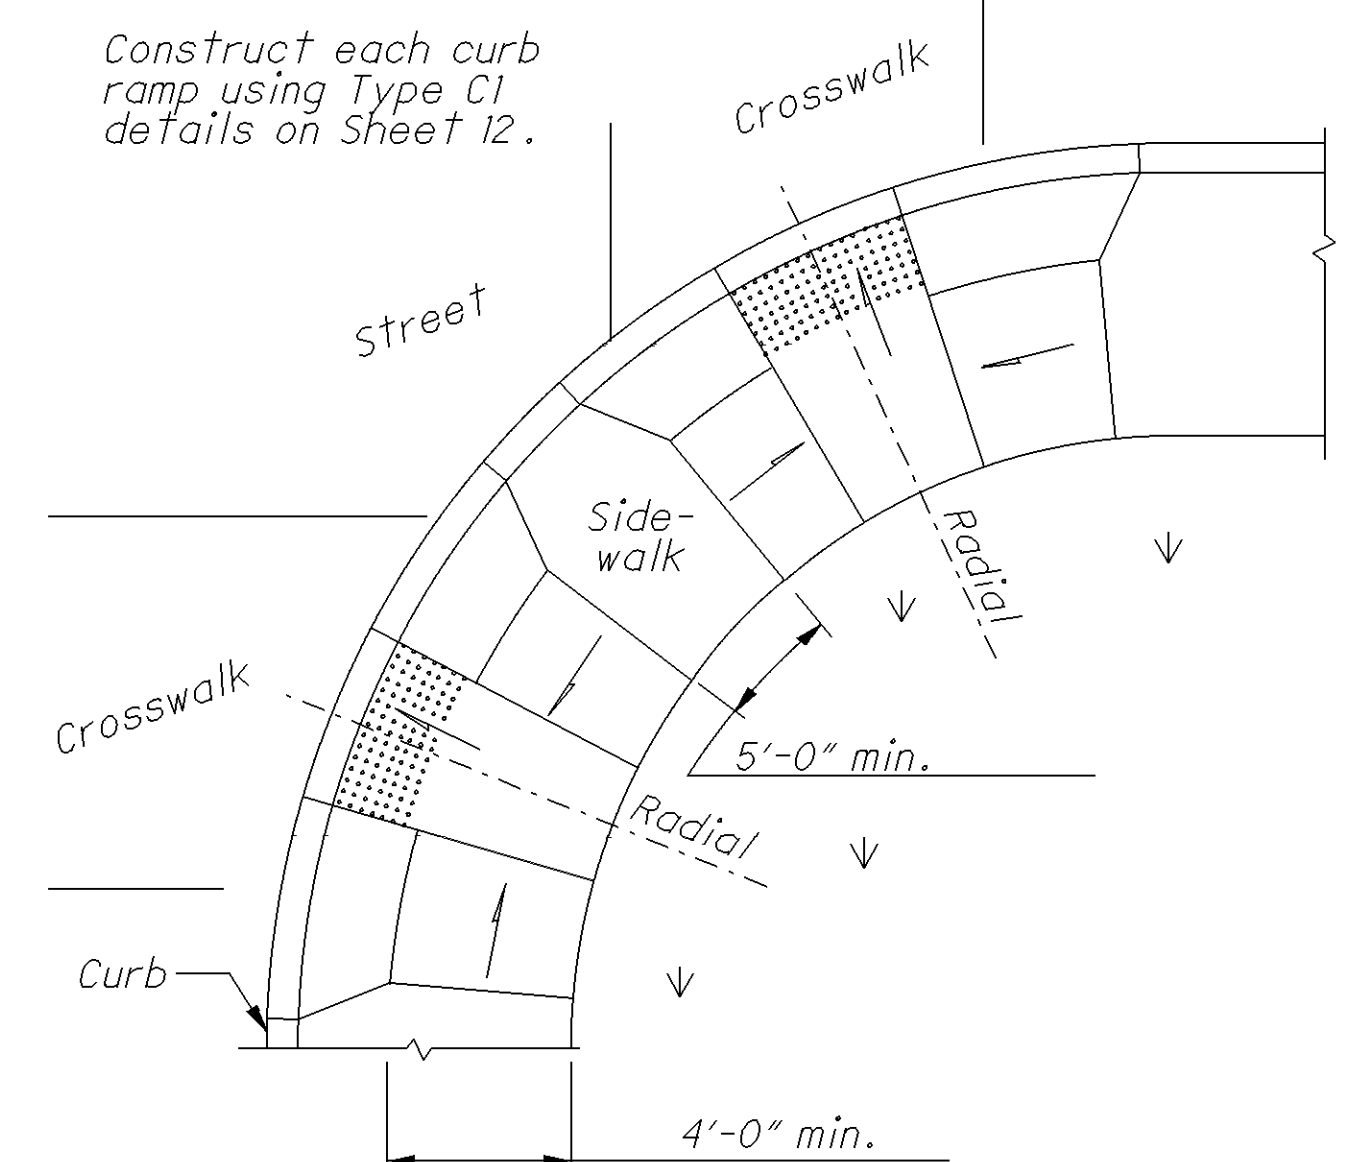 Construct each curb
ramp using Type C1
details on Sheet 12.
Crosswalk
Street
Side-
walk
Radial
Crosswalk
5'-0" min.
Radial
Curb
4'-0" min.